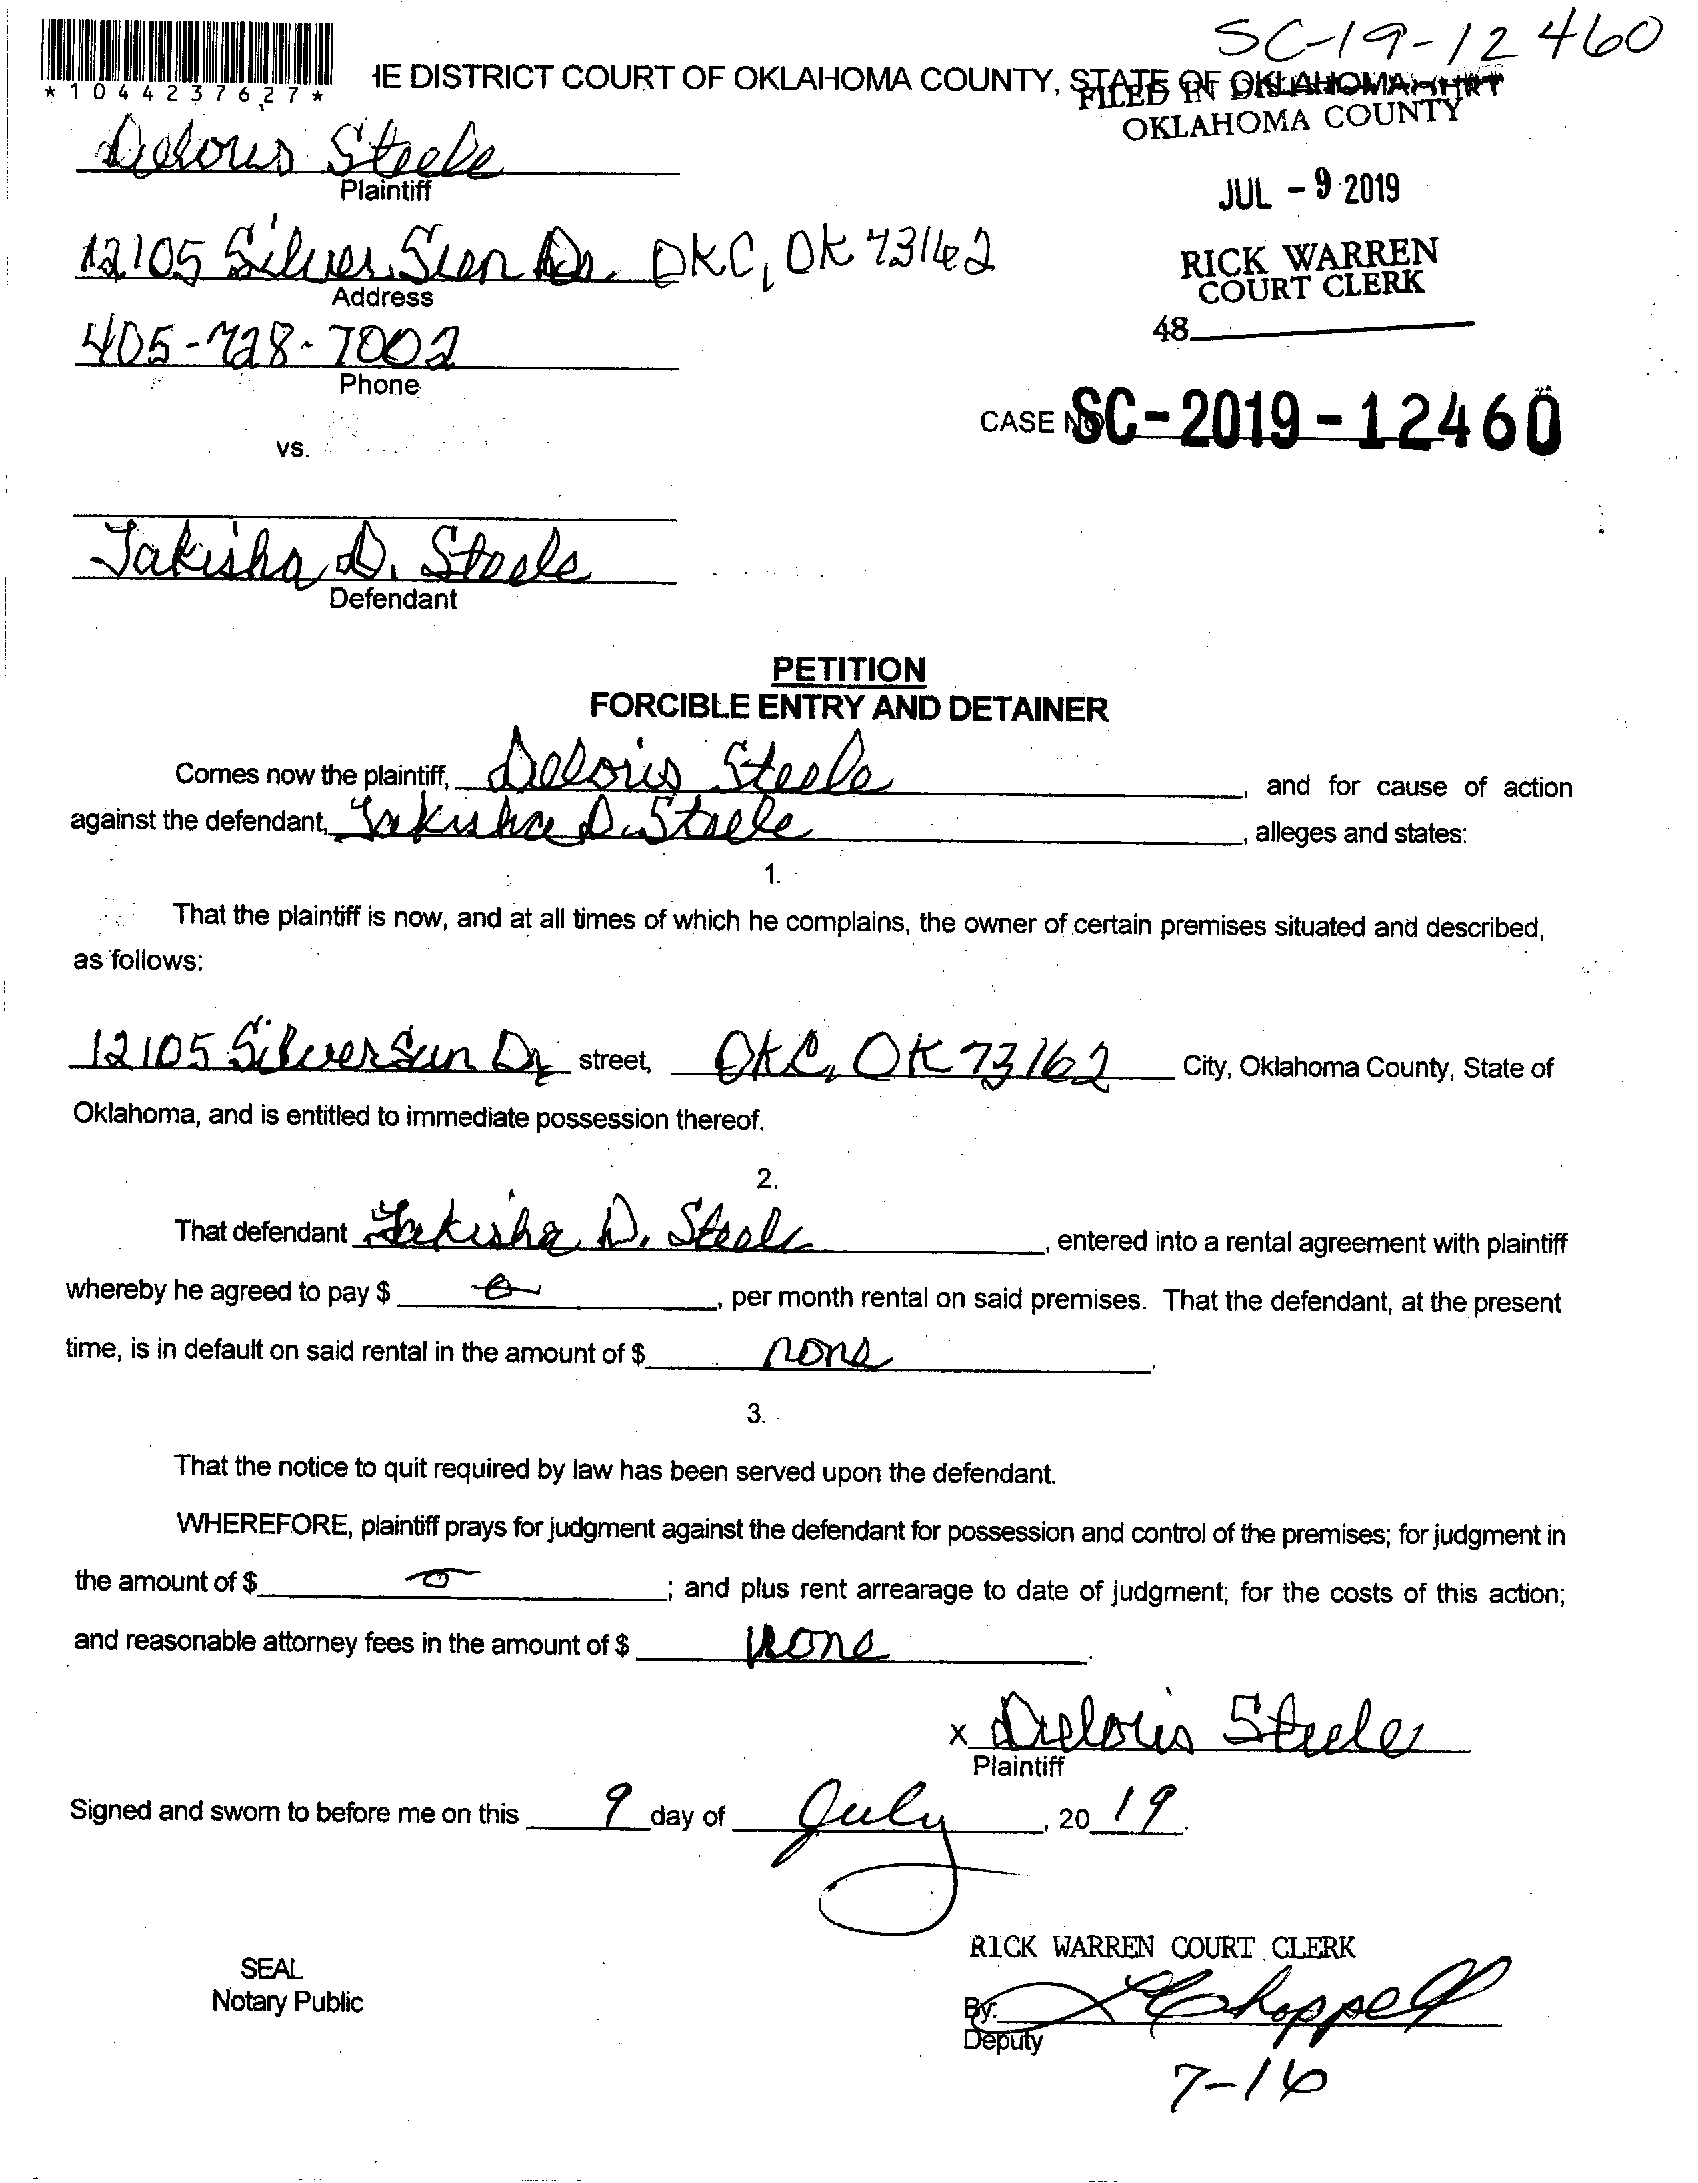 SC-19-12460
*1044237627*
IE DISTRICT COURT OF OKLAHOMA COUNTY, STATE OF OKLAHOMA
FILED IN
OKLAHOMA COUNTY
Deloris Steele
Plaintiff
JUL - 9 2019
12105 Silver Sun Dr. OKC, OK 73162
Address
RICK WARREN
COURT CLERK
405-728-7002
Phone
48
CASE NO SC-2019-12460
vs.
Takisha D. Steele
Defendant
PETITION
FORCIBLE ENTRY AND DETAINER
Comes now the plaintiff, Deloris Steele, and for cause of action
against the defendant, Takisha D. Steele, alleges and states:
1.
That the plaintiff is now, and at all times of which he complains, the owner of certain premises situated and described,
as follows:
12105 Silver Sun Dr street, OKC, OK 73162 City, Oklahoma County, State of
Oklahoma, and is entitled to immediate possession thereof.
2.
That defendant Takisha D. Steele, entered into a rental agreement with plaintiff
whereby he agreed to pay $ 0, per month rental on said premises. That the defendant, at the present
time, is in default on said rental in the amount of $ none.
3.
That the notice to quit required by law has been served upon the defendant.
WHEREFORE, plaintiff prays for judgment against the defendant for possession and control of the premises; for judgment in
the amount of $ 0; and plus rent arrearage to date of judgment; for the costs of this action;
and reasonable attorney fees in the amount of $ none.
x Deloris Steele
Plaintiff
Signed and sworn to before me on this 9 day of July, 20 19.
RICK WARREN COURT CLERK
SEAL
Notary Public
By: Chappell
Deputy
7-16